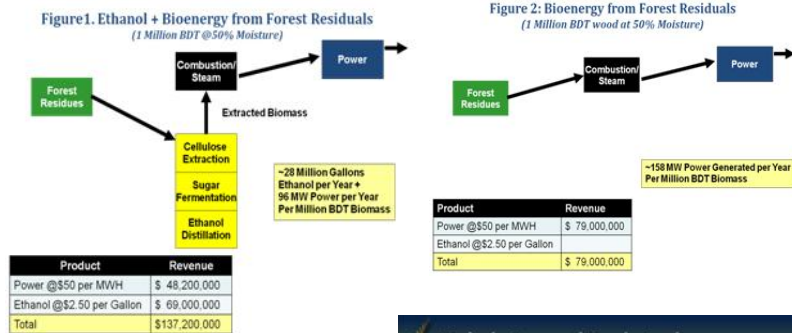 Figure1. Ethanol + Bioenergy from Forest Residuals
(1 Million BDT @50% Moisture)
Forest
Residues
Combustion/
Steam
Power
Extracted Biomass
Cellulose
Extraction
Sugar
Fermentation
Ethanol
Distillation
~28 Million Gallons
Ethanol per Year +
96 MW Power per Year
Per Million BDT Biomass
Product Revenue
Power @$50 per MWH $ 48,200,000
Ethanol @$2.50 per Gallon $ 69,000,000
Total $137,200,000
Figure 2: Bioenergy from Forest Residuals
(1 Million BDT wood at 50% Moisture)
Forest
Residues
Combustion/
Steam
Power
~158 MW Power Generated per Year
Per Million BDT Biomass
Product Revenue
Power @$50 per MWH $ 79,000,000
Ethanol @$2.50 per Gallon
Total $ 79,000,000